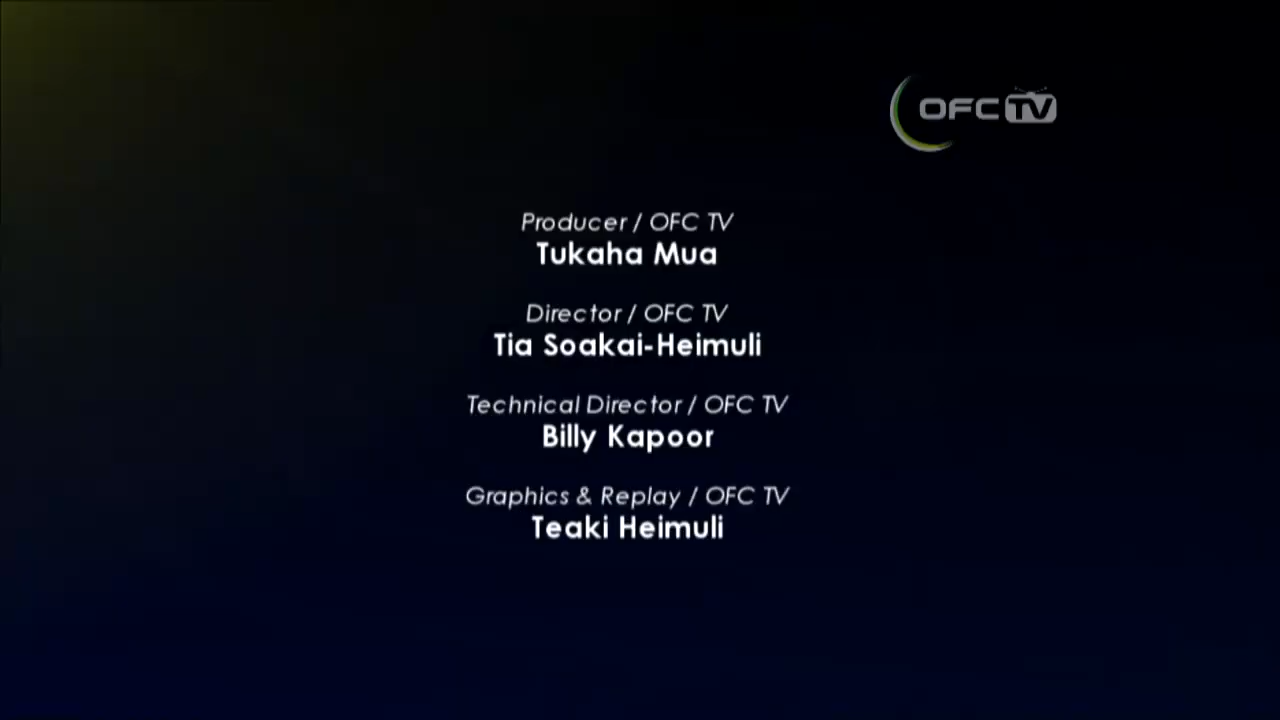 OFC TV
Producer / OFC TV
Tukaha Mua
Director / OFC TV
Tia Soakai-Heimuli
Technical Director / OFC TV
Billy Kapoor
Graphics & Replay / OFC TV
Teaki Heimuli